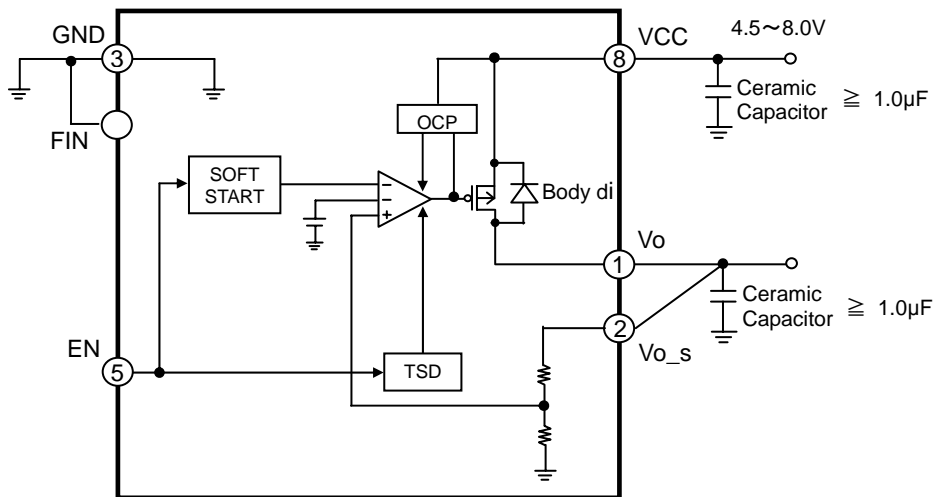 GND
3
FIN
VCC
8
4.5～8.0V
Ceramic
Capacitor
≧ 1.0µF
OCP
SOFT
START
−
−
+
Body di
Vo
1
Ceramic
Capacitor
≧ 1.0µF
2
Vo_s
EN
5
TSD